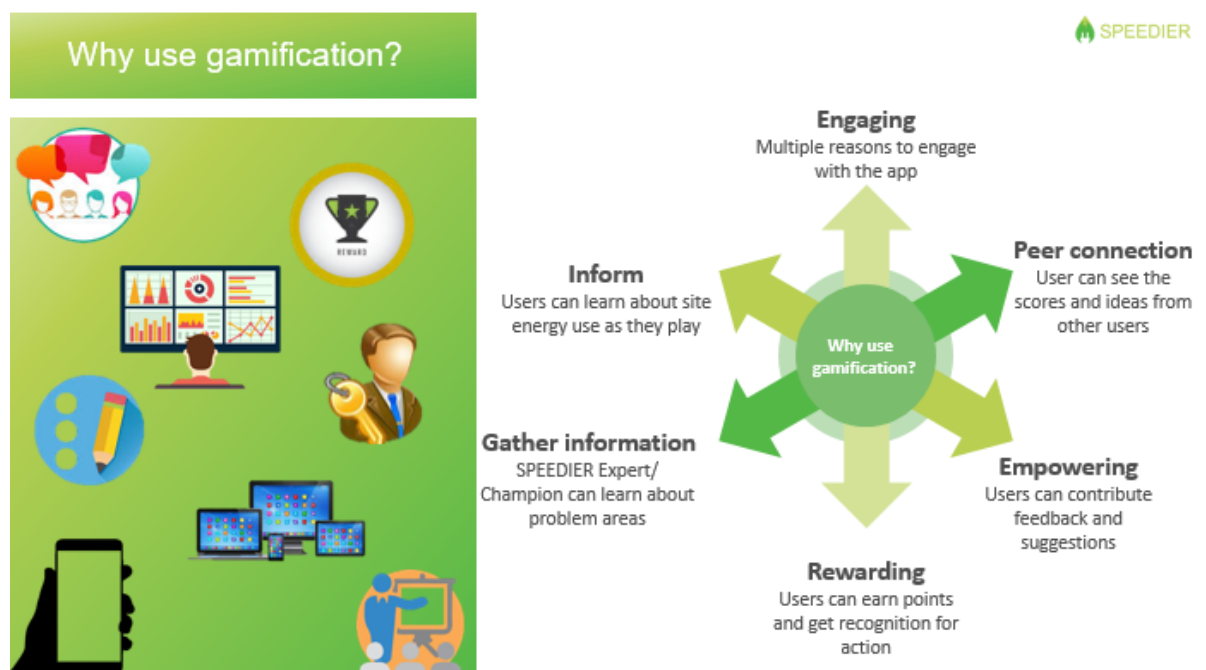 Why use gamification?
SPEEDIER
REWARD
Engaging
Multiple reasons to engage
with the app
Peer connection
User can see the
scores and ideas from
other users
Inform
Users can learn about site
energy use as they play
Why use
gamification?
Gather information
SPEEDIER Expert/
Champion can learn about
problem areas
Empowering
Users can contribute
feedback and
suggestions
Rewarding
Users can earn points
and get recognition for
action